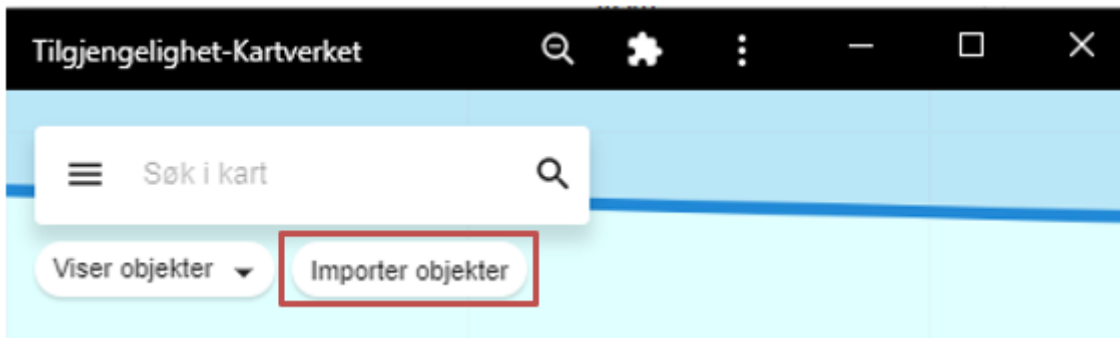 Tilgjengelighet-Kartverket
Søk i kart
Viser objekter
Importer objekter